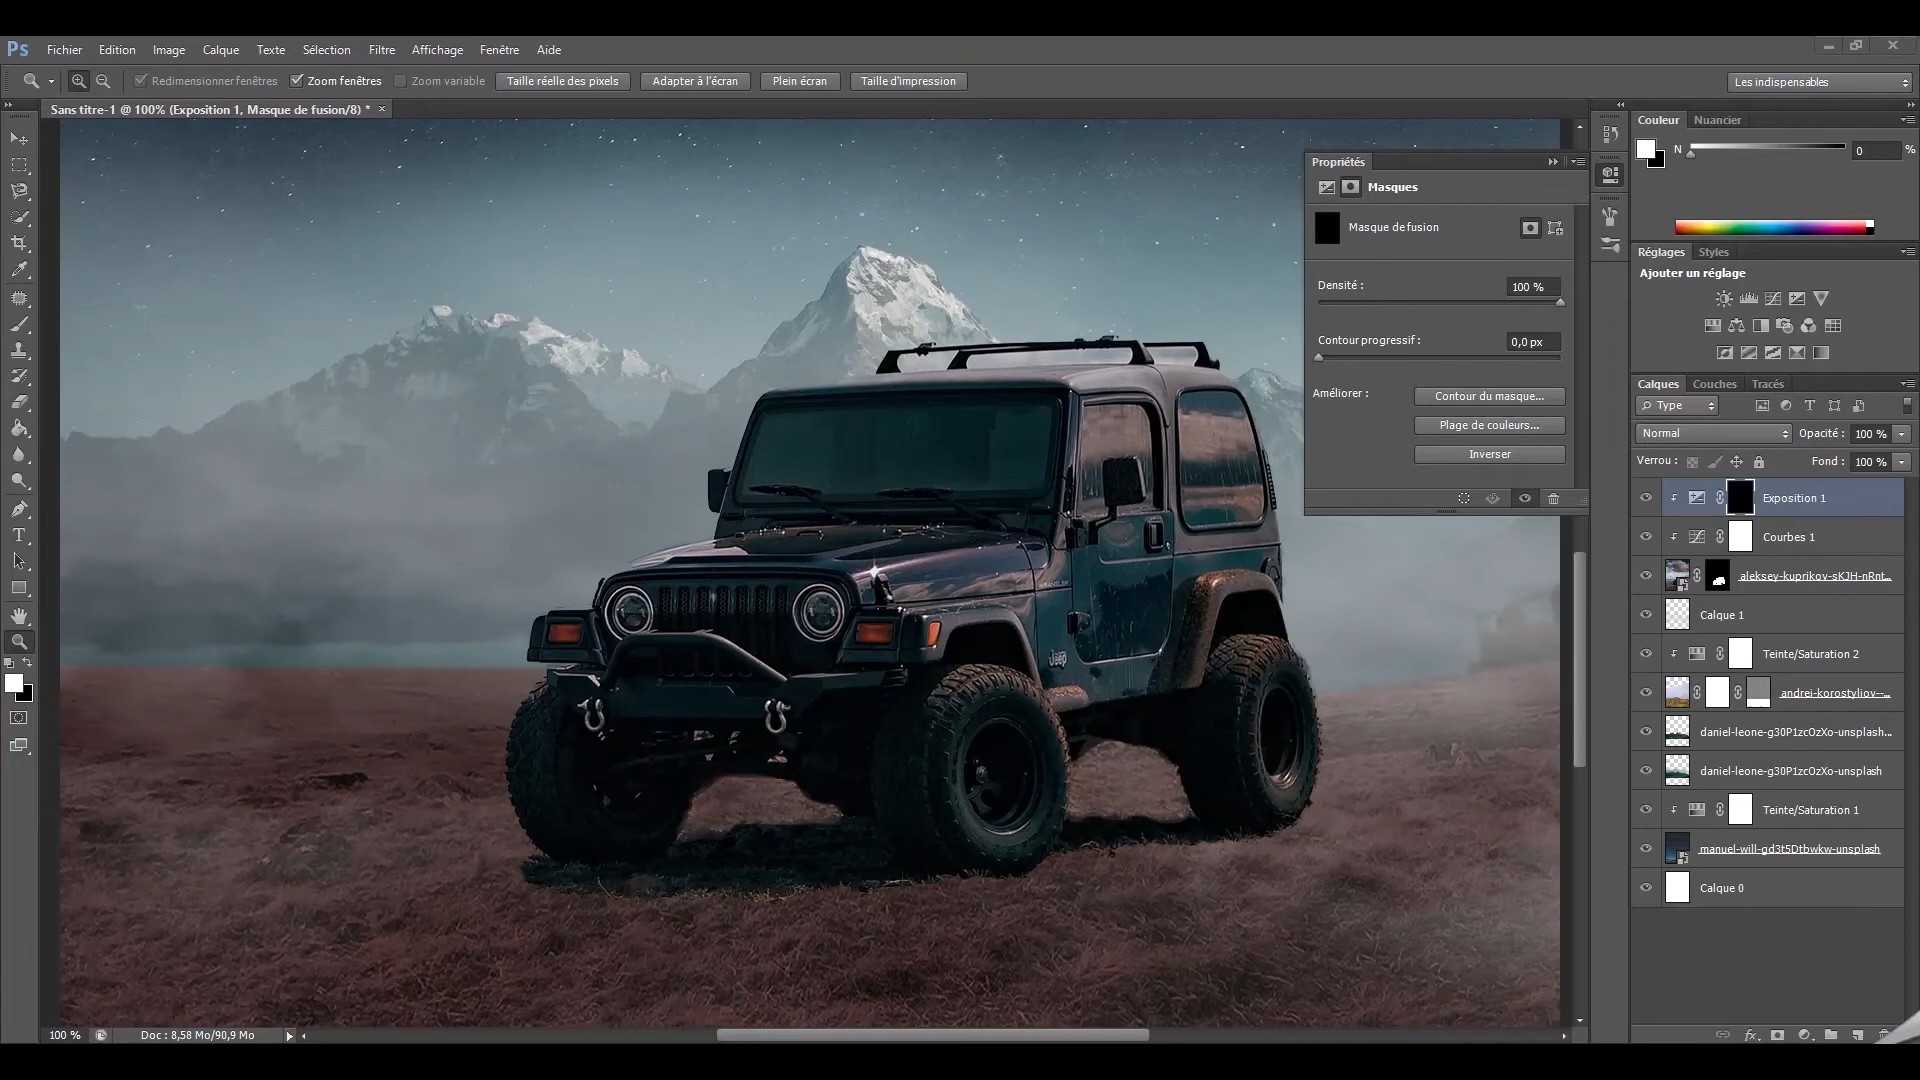 Ps Fichier Edition Image Calque Texte Sélection Filtre Affichage Fenêtre Aide
Redimensionner fenêtres Zoom fenêtres Zoom variable Taille réelle des pixels Adapter à l'écran Plein écran Taille d'impression Les indispensables
Sans titre-1 @ 100% (Exposition 1, Masque de fusion/8) *
Couleur Nuancier
N 0 %
Propriétés
Masques
Masque de fusion
Densité : 100 %
Contour progressif : 0,0 px
Améliorer : Contour du masque...
Plage de couleurs...
Inverser
Réglages Styles
Ajouter un réglage
Calques Couches Tracés
Type
Normal Opacité : 100 %
Verrou : Fond : 100 %
Exposition 1
Courbes 1
aleksey-kuprikov-sKJH-nRnt...
Calque 1
Teinte/Saturation 2
andrei-korostyliov--...
daniel-leone-g30P1zcOzXo-unsplash...
daniel-leone-g30P1zcOzXo-unsplash
Teinte/Saturation 1
manuel-will-gd3t5Dtbwkw-unsplash
Calque 0
WRANGLER
Jeep
100 % Doc : 8,58 Mo/90,9 Mo
fx